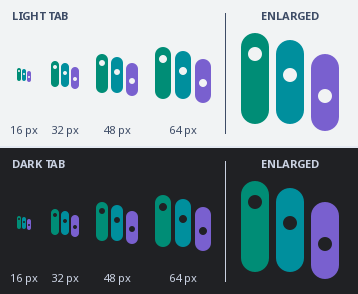 LIGHT TAB
ENLARGED
16 px 32 px 48 px 64 px
DARK TAB
ENLARGED
16 px 32 px 48 px 64 px